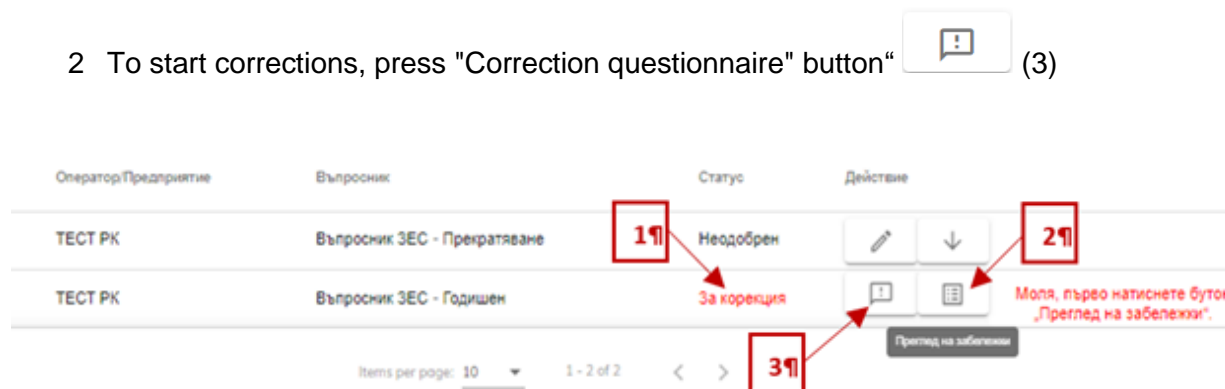 2 To start corrections, press "Correction questionnaire" button“ (3)
Оператор/Предприятие Въпросник Статус Действие
ТЕСТ РК Въпросник ЗЕС - Прекратяване 1¶ Неодобрен 2¶
ТЕСТ РК Въпросник ЗЕС - Годишен За корекция Моля, първо натиснете бутон
„Преглед на забележки“.
Преглед на забележки
Items per page: 10 1 - 2 of 2 3¶